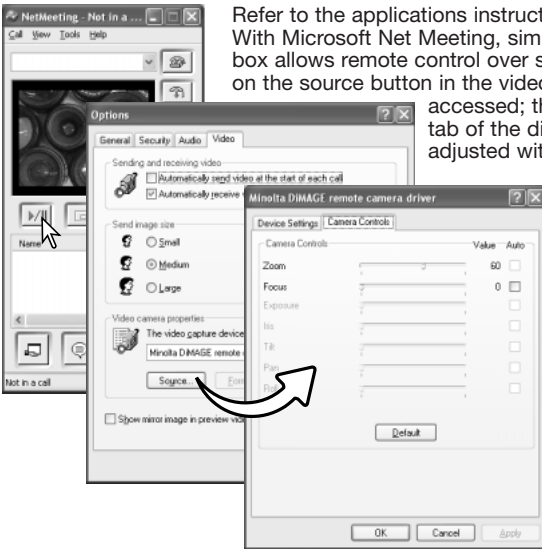 NetMeeting - Not in a ...
Call View Tools Help
Refer to the applications instruct
With Microsoft Net Meeting, sim
box allows remote control over s
on the source button in the video
accessed; th
tab of the di
adjusted wit
Options
General Security Audio Video
Sending and receiving video
Automatically send video at the start of each call
Automatically receive
Send image size
Small
Medium
Large
Video camera properties
The video capture device
Minolta DiMAGE remote
Source... Form
Show mirror image in preview vide
Name
Not in a call
Minolta DiMAGE remote camera driver
Device Settings Camera Controls
Camera Controls Value Auto
Zoom 60
Focus 0
Exposure
Iris
Tilt
Pan
Roll
Default
OK Cancel Apply